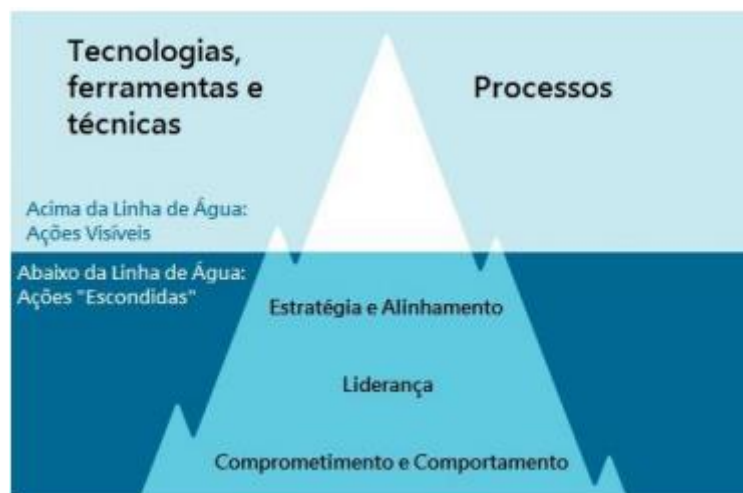 Tecnologias,
ferramentas e
técnicas
Processos
Acima da Linha de Água:
Ações Visíveis
Abaixo da Linha de Água:
Ações "Escondidas"
Estratégia e Alinhamento
Liderança
Comprometimento e Comportamento